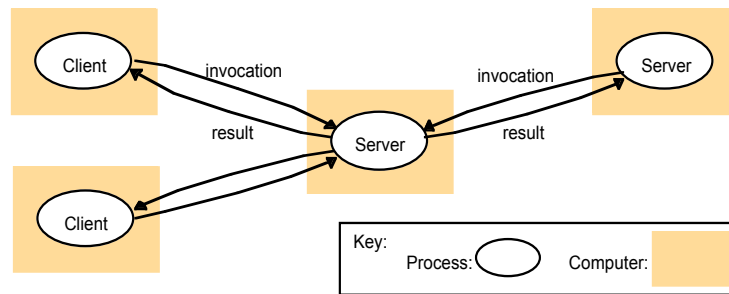 Client
invocation
result
Server
invocation
result
Server
Client
Key:
Process:
Computer: